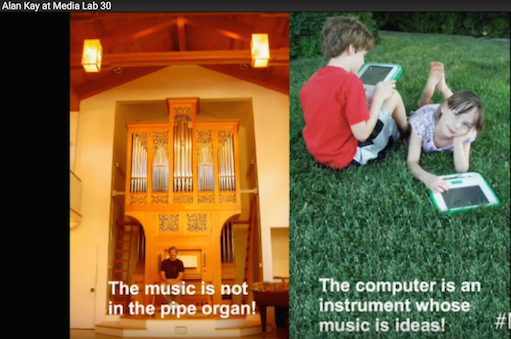 Alan Kay at Media Lab 30
The music is not
in the pipe organ!
The computer is an
instrument whose
music is ideas!